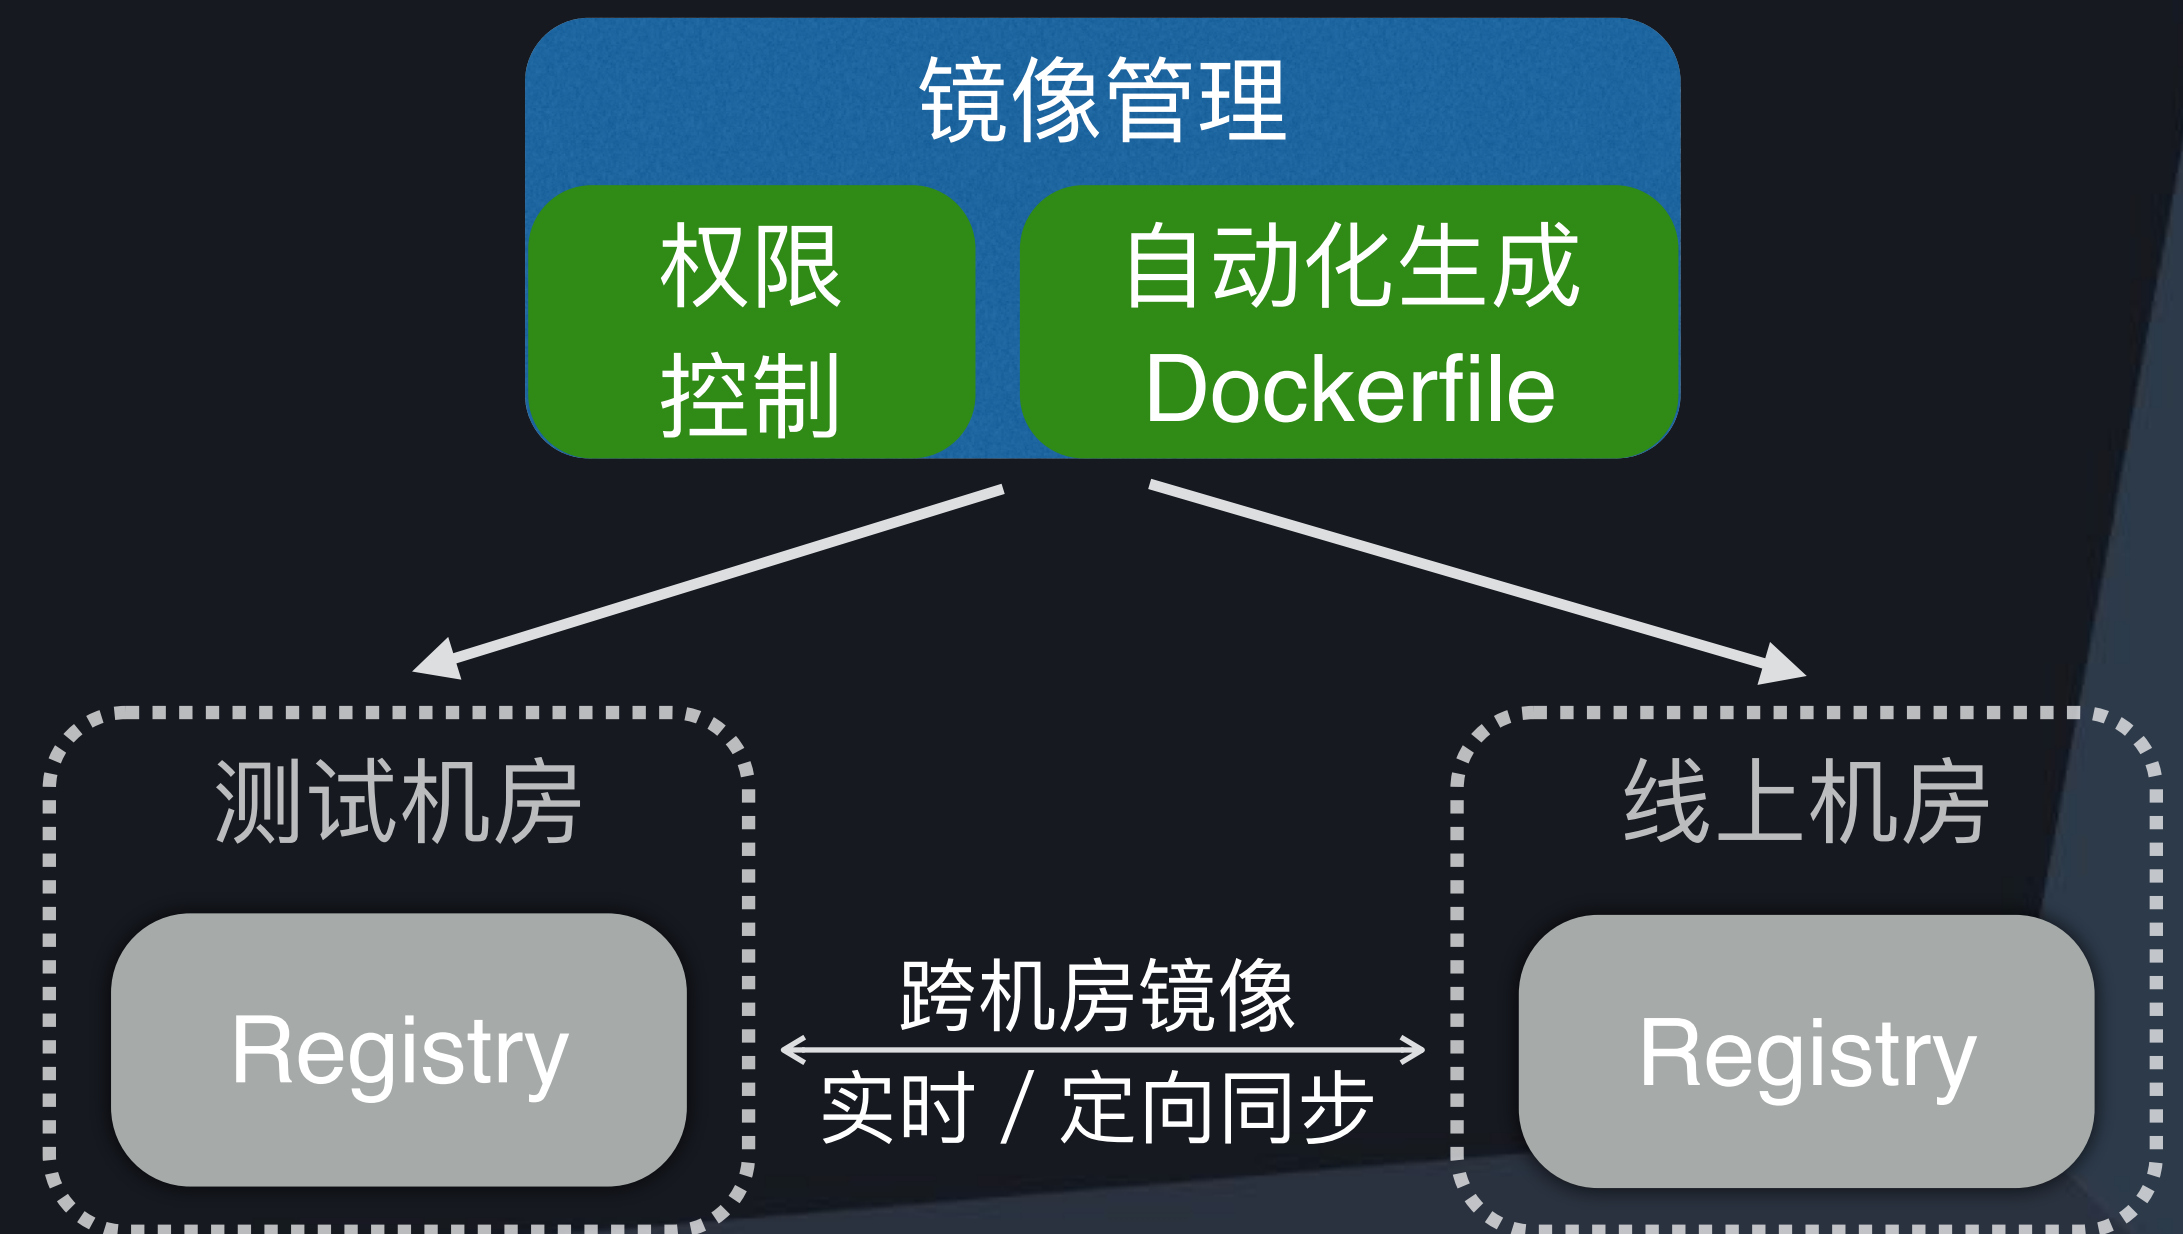 镜像管理
权限
控制
自动化生成
Dockerfile
测试机房
线上机房
Registry
跨机房镜像
实时 / 定向同步
Registry